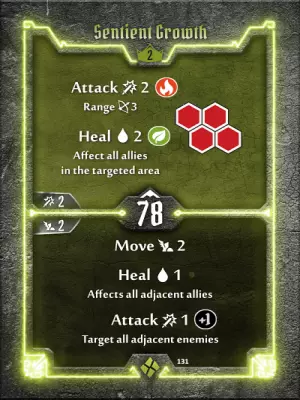 Sentient Growth
2
Attack 2
Range 3
Heal 2
Affect all allies
in the targeted area
2
78
2
Move 2
Heal 1
Affects all adjacent allies
Attack 1 +1
Target all adjacent enemies
131